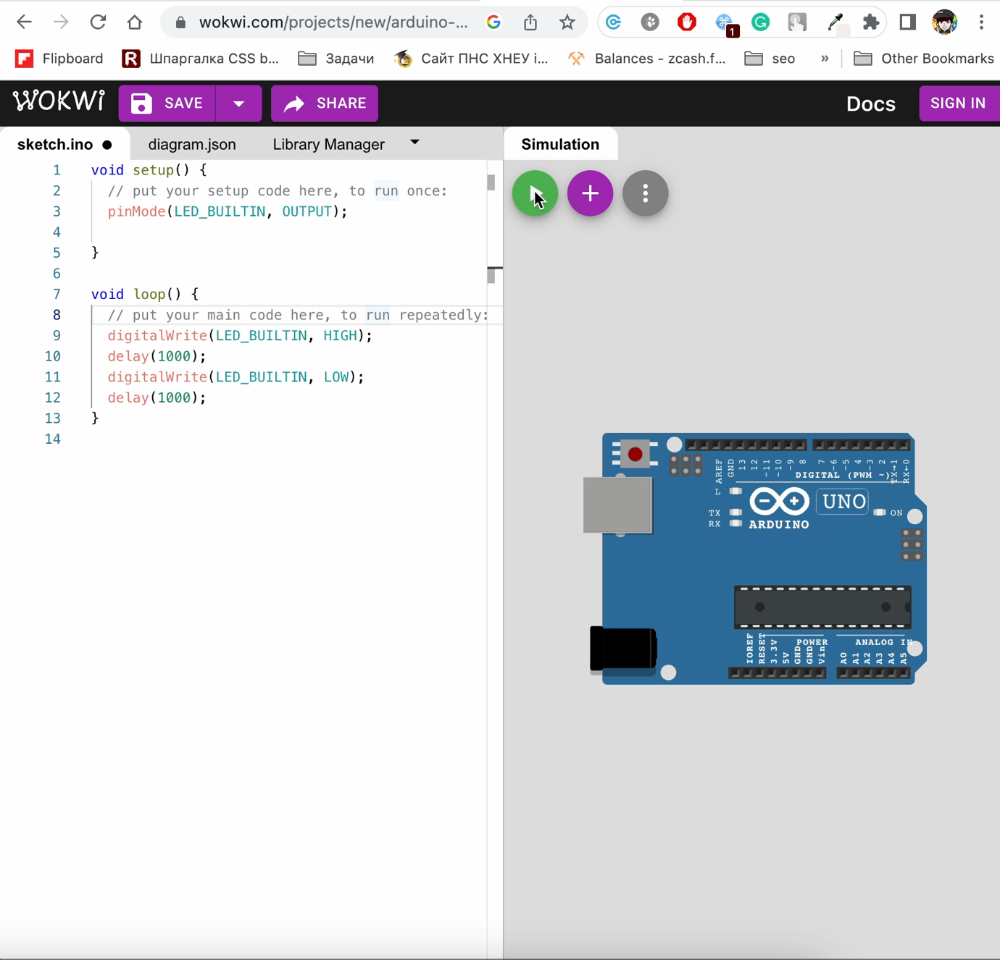 wokwi.com/projects/new/arduino-...
1
Flipboard
Шпаргалка CSS b...
Задачи
Сайт ПНС ХНЕУ і...
Balances - zcash.f...
seo
»
Other Bookmarks
WOKWi
SAVE
SHARE
Docs
SIGN IN
sketch.ino ●
diagram.json
Library Manager
Simulation
1 void setup() {
2 // put your setup code here, to run once:
3 pinMode(LED_BUILTIN, OUTPUT);
4
5 }
6
7 void loop() {
8 // put your main code here, to run repeatedly:
9 digitalWrite(LED_BUILTIN, HIGH);
10 delay(1000);
11 digitalWrite(LED_BUILTIN, LOW);
12 delay(1000);
13 }
14
AREF GND 13 12 ~11 ~10 ~9 8 7 ~6 ~5 4 ~3 2 TX→1 RX←0
DIGITAL (PWM ~)
L
UNO
TX
ON
RX
ARDUINO
POWER
ANALOG IN
IOREF RESET 3.3V 5V GND GND Vin A0 A1 A2 A3 A4 A5